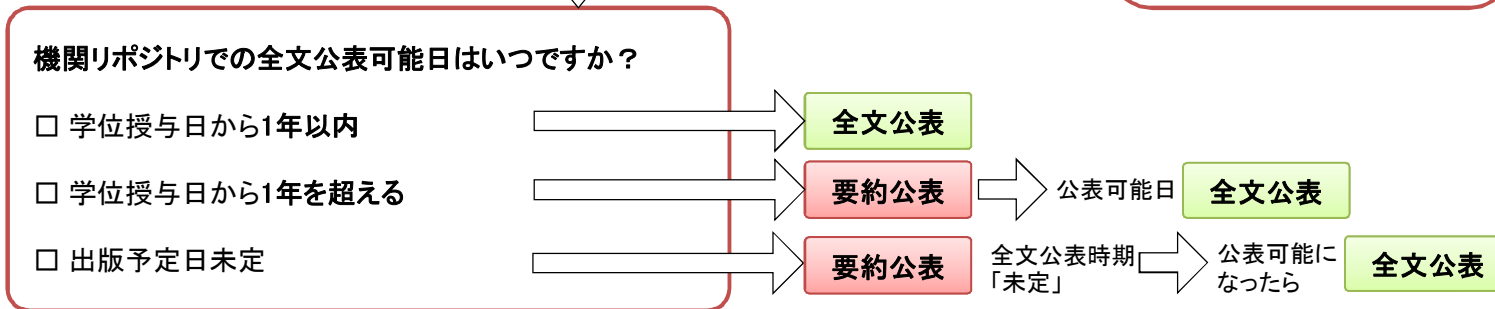 機関リポジトリでの全文公表可能日はいつですか?
□ 学位授与日から1年以内
全文公表
□ 学位授与日から1年を超える
要約公表
公表可能日
全文公表
□ 出版予定日未定
要約公表
全文公表時期
「未定」
公表可能に
なったら
全文公表